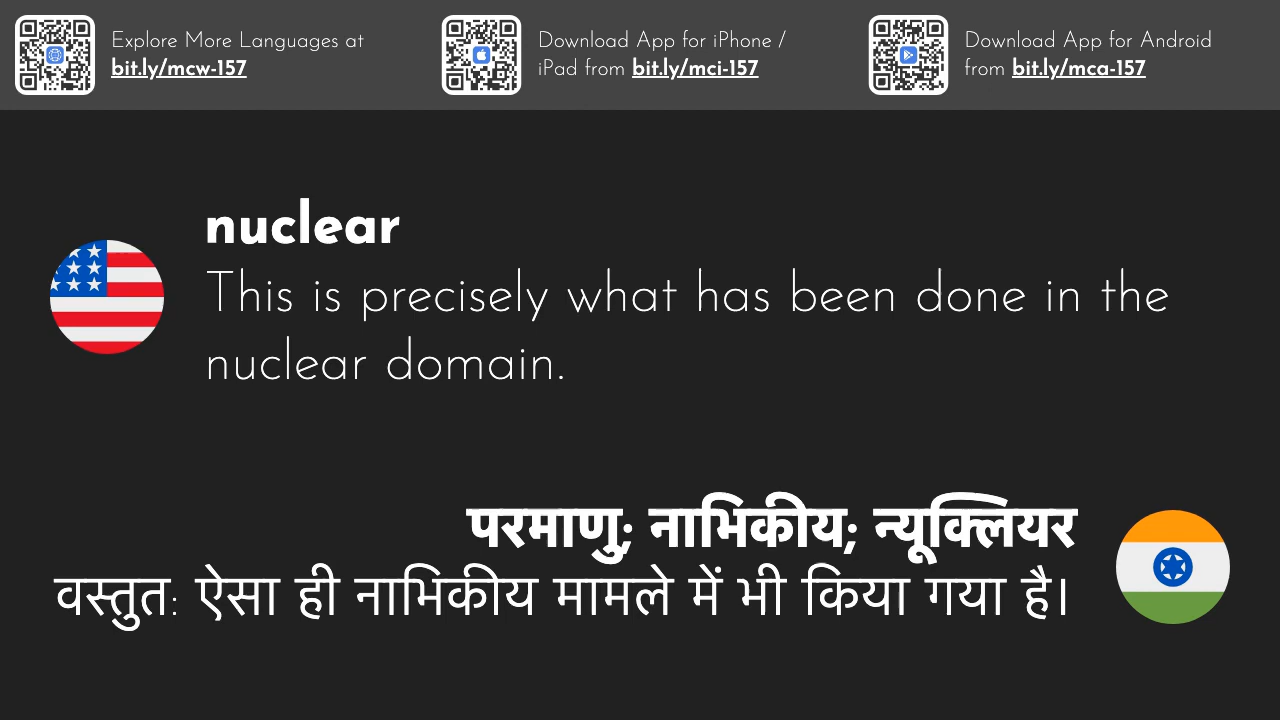 Explore More Languages at
bit.ly/mcw-157
Download App for iPhone /
iPad from bit.ly/mci-157
Download App for Android
from bit.ly/mca-157
nuclear
This is precisely what has been done in the
nuclear domain.
परमाणु; नाभिकीय; न्यूक्लियर
वस्तुत: ऐसा ही नाभिकीय मामले में भी किया गया है।